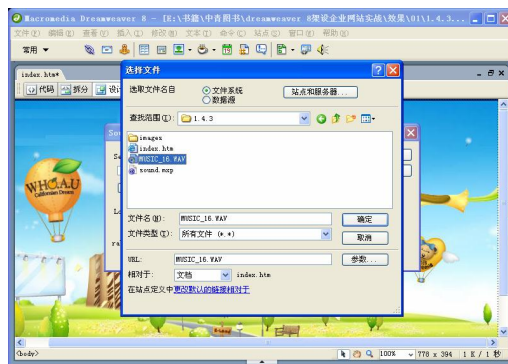 Macromedia Dreamweaver 8 - [E:\书籍\中青图书\dreamweaver 8架设企业网站实战\效果\01\1.4.3...
文件(F) 编辑(E) 查看(V) 插入(I) 修改(M) 文本(T) 命令(C) 站点(S) 窗口(W) 帮助(H)
常用
index.htm*
代码 拆分 设计
选择文件
选取文件名自 文件系统 站点和服务器...
数据源
查找范围(I): 1.4.3
images
index.htm
MUSIC_16.WAV
sound.mxp
文件名(N): MUSIC_16.WAV 确定
文件类型(T): 所有文件 (*.*) 取消
URL: MUSIC_16.WAV 参数...
相对于: 文档 index.htm
在站点定义中更改默认的链接相对于
WHO.A.U
California Dream
<body> 100% 778 x 394 1 K / 1 秒